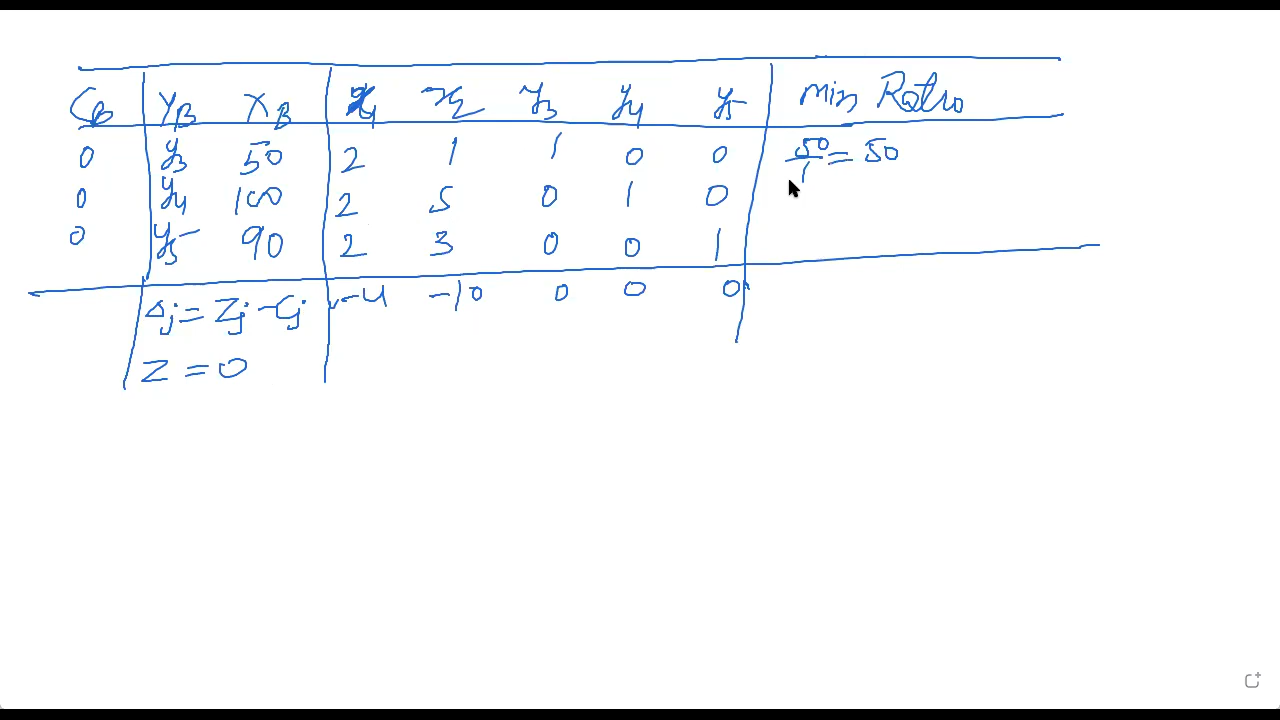 C_B Y_B X_B x_2 y_3 y_4 y_5 min Ratio
0 y_3 50 2 1 1 0 0 50/1 = 50
0 y_4 100 2 5 0 1 0
0 y_5 90 2 3 0 0 1
Δj = Zj - Cj -4 -10 0 0 0
Z = 0